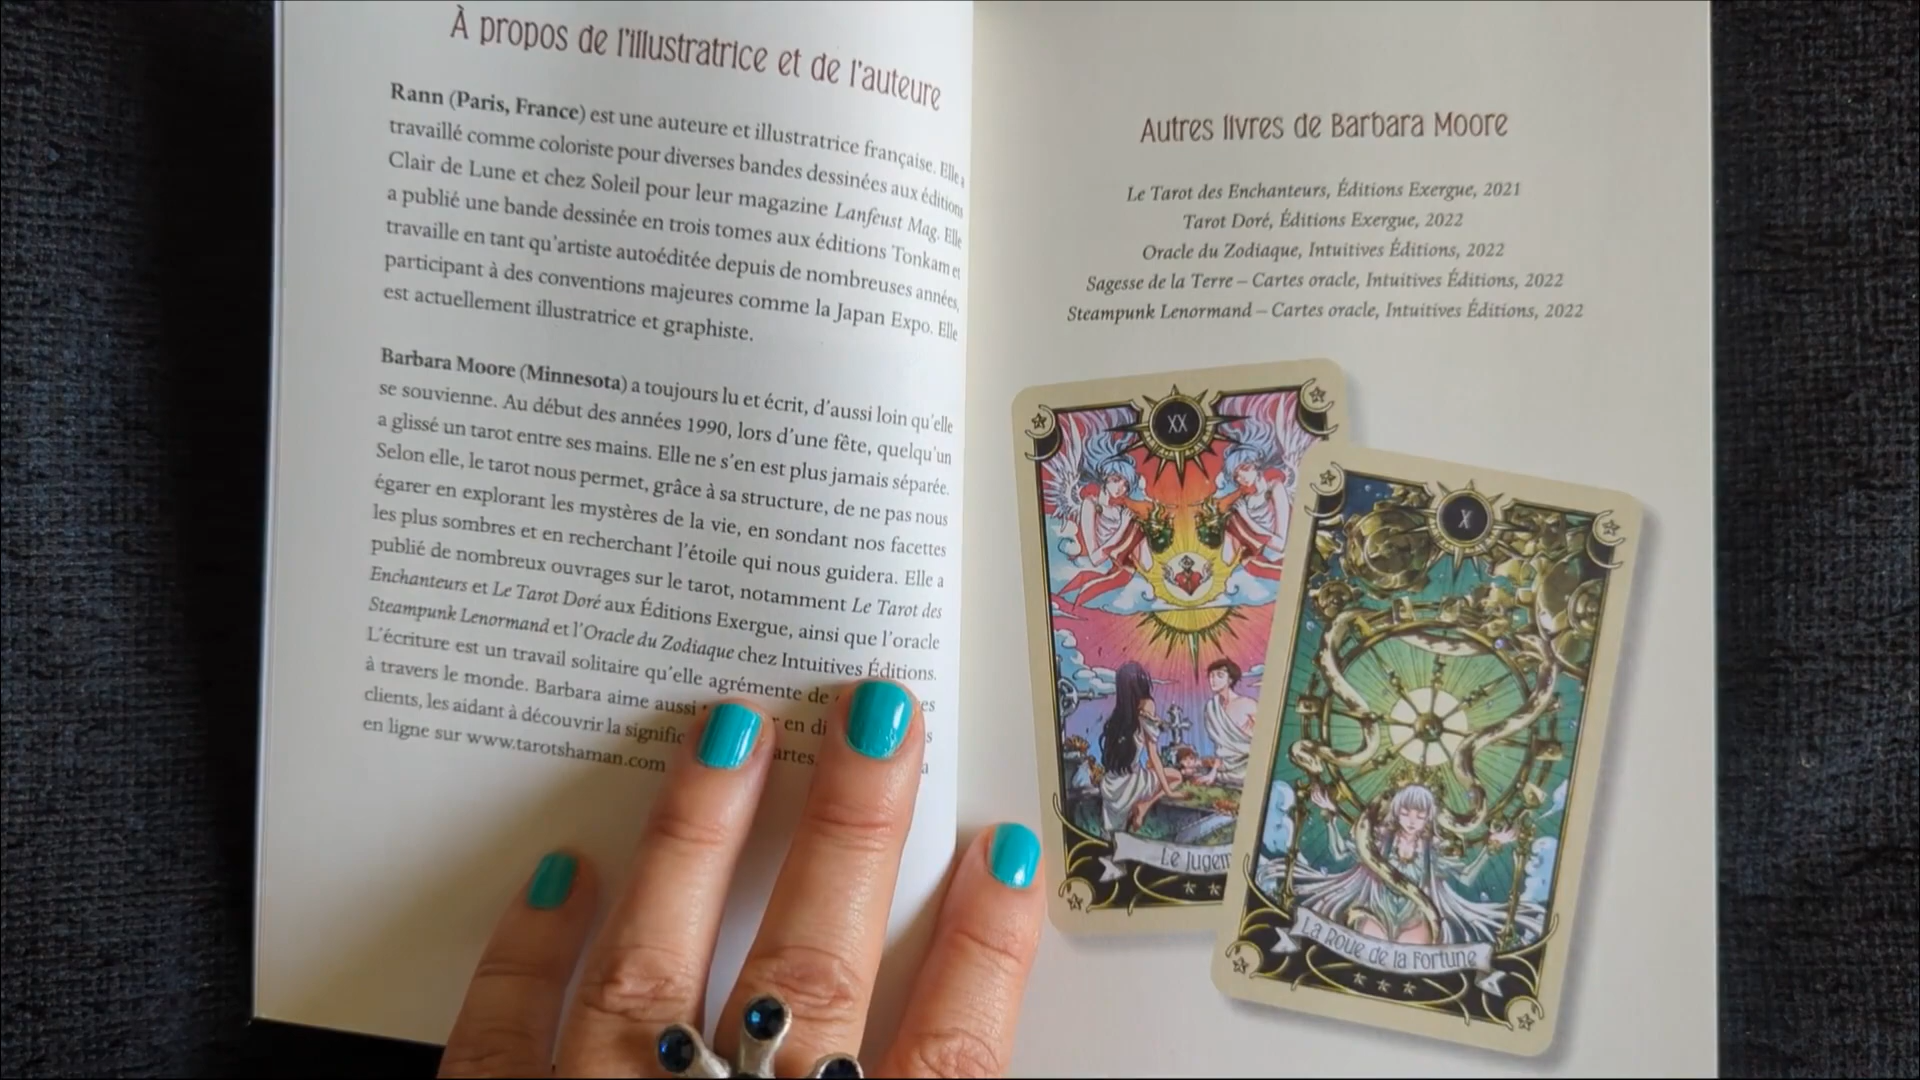 À propos de l'illustratrice et de l'auteure
Rann (Paris, France) est une auteure et illustratrice française. Elle a
travaillé comme coloriste pour diverses bandes dessinées aux éditions
Clair de Lune et chez Soleil pour leur magazine Lanfeust Mag. Elle
a publié une bande dessinée en trois tomes aux éditions Tonkam et
travaille en tant qu'artiste autoéditée depuis de nombreuses années,
participant à des conventions majeures comme la Japan Expo. Elle
est actuellement illustratrice et graphiste.
Barbara Moore (Minnesota) a toujours lu et écrit, d'aussi loin qu'elle
se souvienne. Au début des années 1990, lors d'une fête, quelqu'un
a glissé un tarot entre ses mains. Elle ne s'en est plus jamais séparée.
Selon elle, le tarot nous permet, grâce à sa structure, de ne pas nous
égarer en explorant les mystères de la vie, en sondant nos facettes
les plus sombres et en recherchant l'étoile qui nous guidera. Elle a
publié de nombreux ouvrages sur le tarot, notamment Le Tarot des
Enchanteurs et Le Tarot Doré aux Éditions Exergue, ainsi que l'oracle
Steampunk Lenormand et l'Oracle du Zodiaque chez Intuitives Éditions.
L'écriture est un travail solitaire qu'elle agrémente de
à travers le monde. Barbara aime aussi en
clients, les aidant à découvrir la
en ligne sur www.tarotshaman.com
Autres livres de Barbara Moore
Le Tarot des Enchanteurs, Éditions Exergue, 2021
Tarot Doré, Éditions Exergue, 2022
Oracle du Zodiaque, Intuitives Éditions, 2022
Sagesse de la Terre – Cartes oracle, Intuitives Éditions, 2022
Steampunk Lenormand – Cartes oracle, Intuitives Éditions, 2022
XX
Le Jugem
X
La Roue de la Fortune